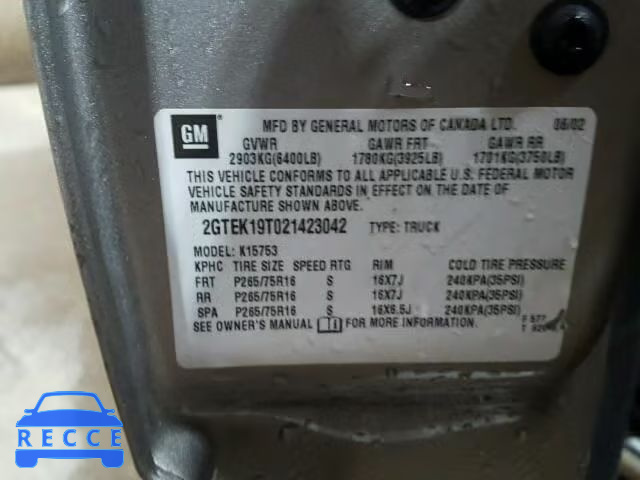 GM
MFD BY GENERAL MOTORS OF CANADA LTD. 06/02
GVWR GAWR FRT GAWR RR
2903KG(6400LB) 1780KG(3925LB) 1701KG(3750LB)
THIS VEHICLE CONFORMS TO ALL APPLICABLE U.S. FEDERAL MOTOR
VEHICLE SAFETY STANDARDS IN EFFECT ON THE DATE OF
MANUFACTURE SHOWN ABOVE.
2GTEK19T021423042 TYPE: TRUCK
MODEL: K15753
KPHC TIRE SIZE SPEED RTG RIM COLD TIRE PRESSURE
FRT P265/75R16 S 16X7J 240KPA(35PSI)
RR P265/75R16 S 16X7J 240KPA(35PSI)
SPA P265/75R16 S 16X6.5J 240KPA(35PSI)
SEE OWNER'S MANUAL FOR MORE INFORMATION. F 577
T
RECCE